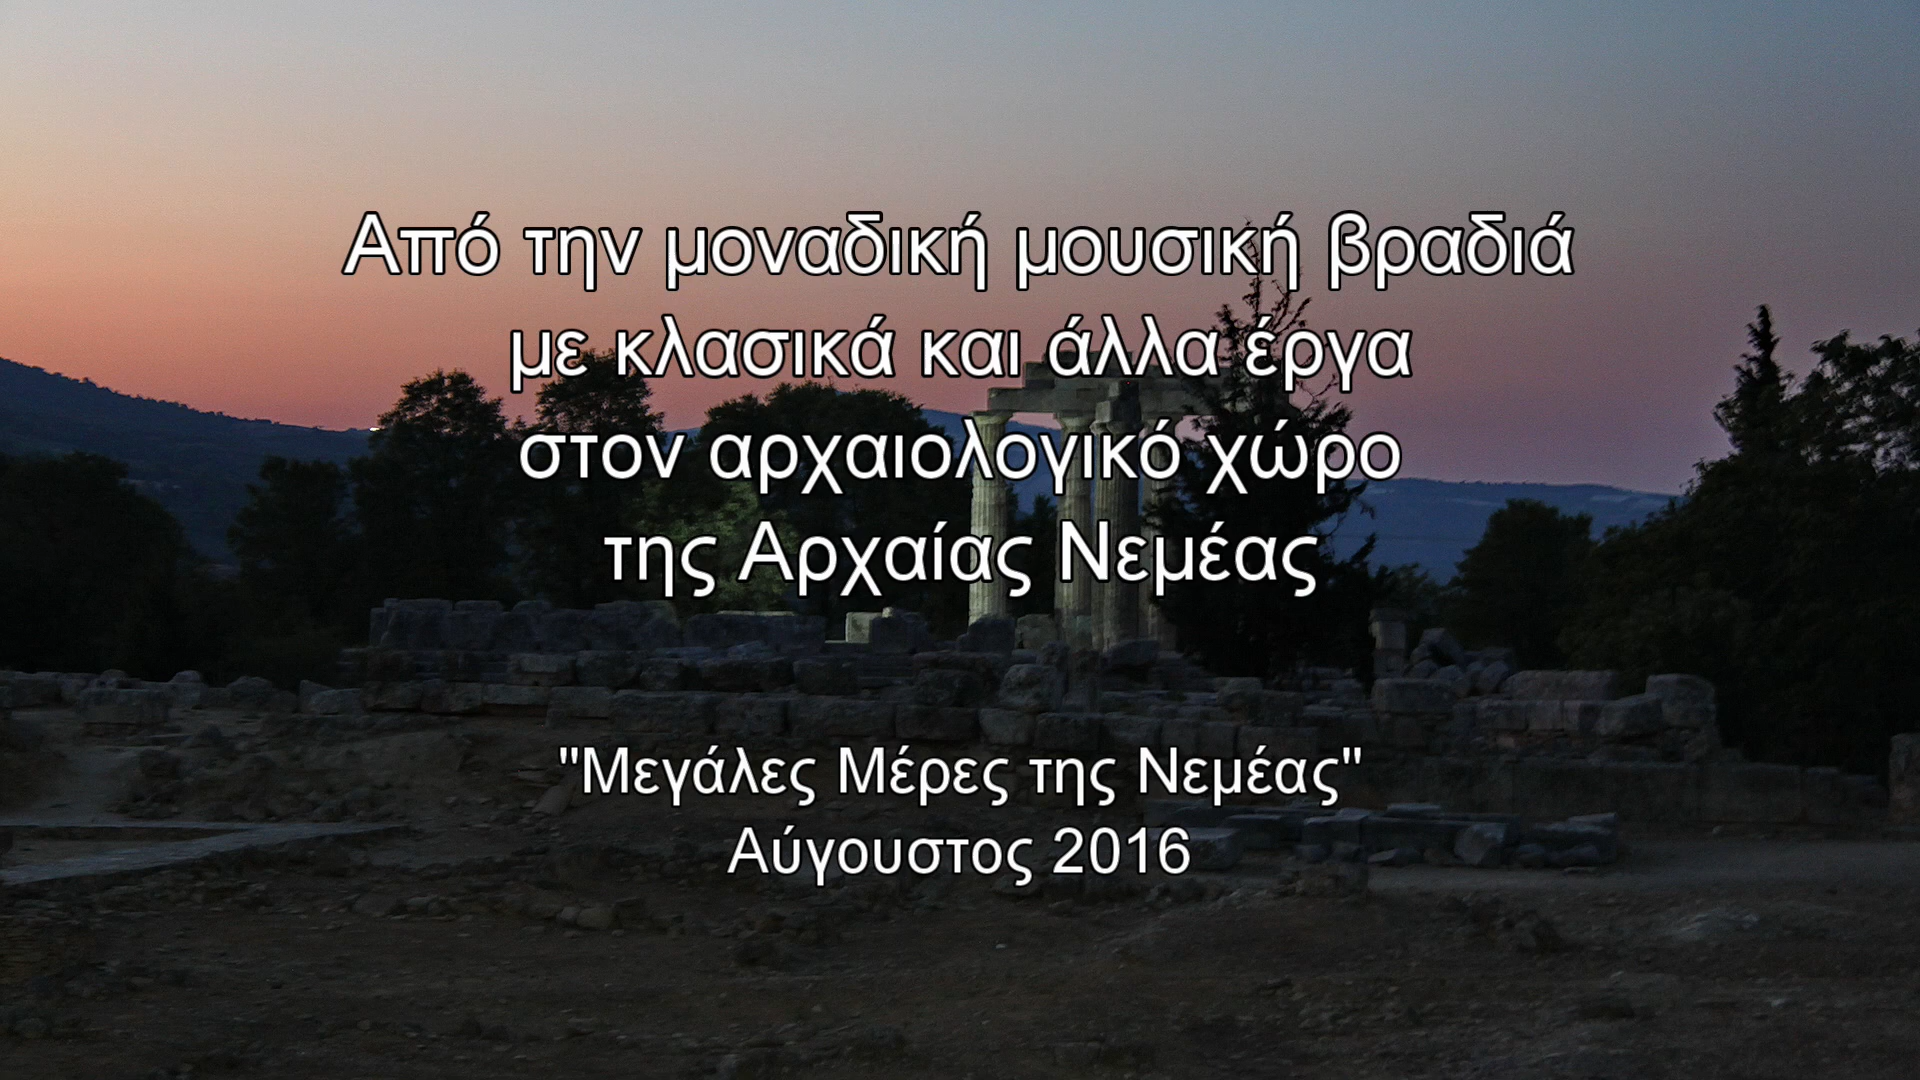 Από την μοναδική μουσική βραδιά
με κλασικά και άλλα έργα
στον αρχαιολογικό χώρο
της Αρχαίας Νεμέας
"Μεγάλες Μέρες της Νεμέας"
Αύγουστος 2016